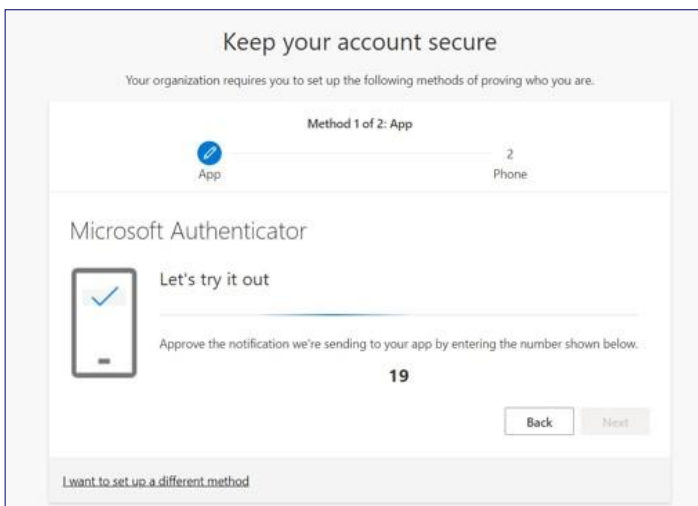 Keep your account secure
Your organization requires you to set up the following methods of proving who you are.
Method 1 of 2: App
2
App
Phone
Microsoft Authenticator
Let's try it out
Approve the notification we're sending to your app by entering the number shown below.
19
Back
Next
I want to set up a different method